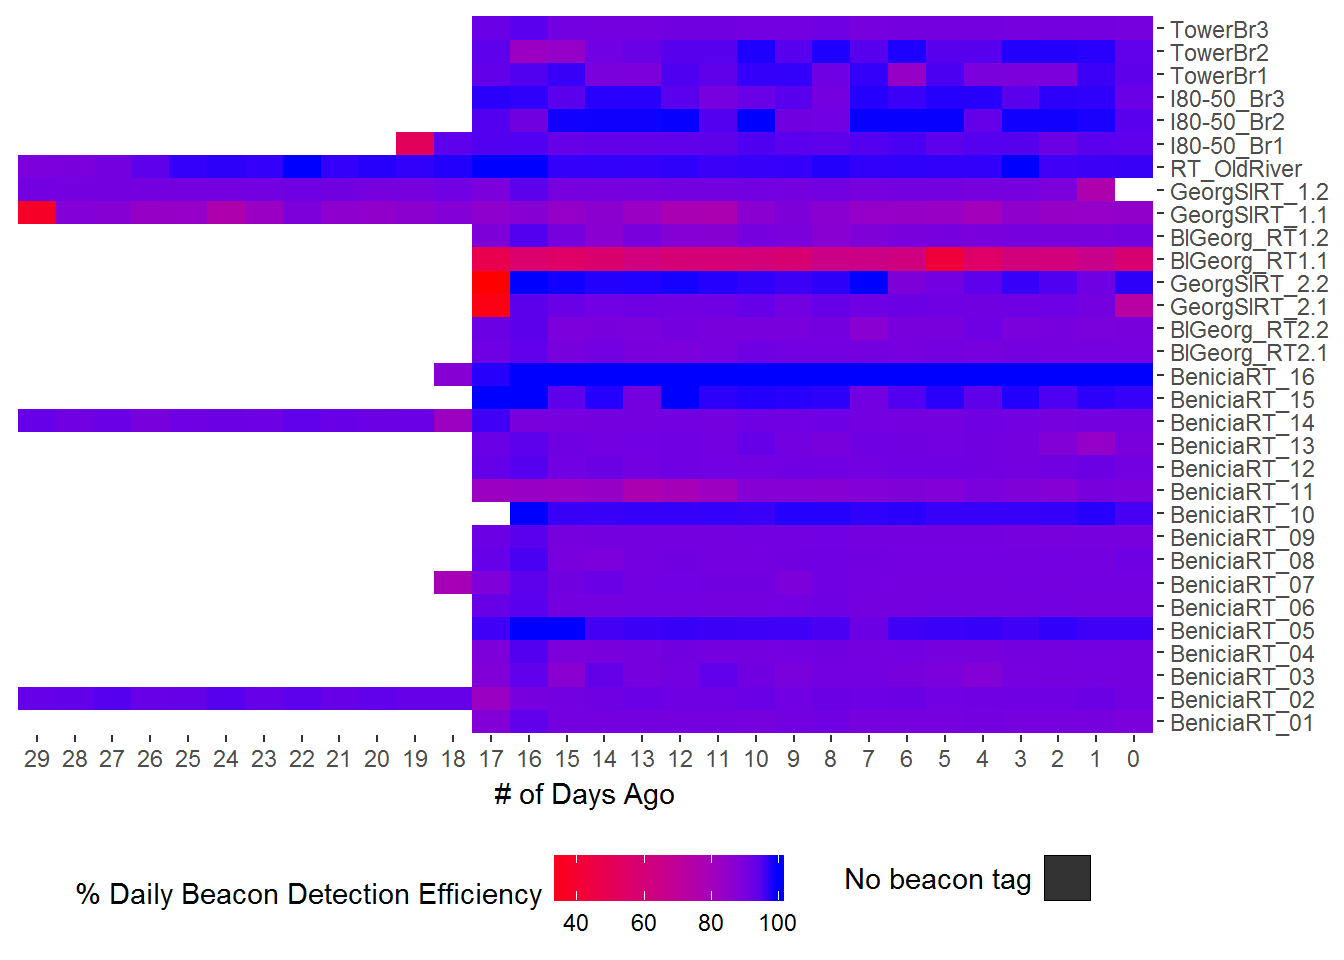 TowerBr3
TowerBr2
TowerBr1
I80-50_Br3
I80-50_Br2
I80-50_Br1
RT_OldRiver
GeorgSlRT_1.2
GeorgSlRT_1.1
BlGeorg_RT1.2
BlGeorg_RT1.1
GeorgSlRT_2.2
GeorgSlRT_2.1
BlGeorg_RT2.2
BlGeorg_RT2.1
BeniciaRT_16
BeniciaRT_15
BeniciaRT_14
BeniciaRT_13
BeniciaRT_12
BeniciaRT_11
BeniciaRT_10
BeniciaRT_09
BeniciaRT_08
BeniciaRT_07
BeniciaRT_06
BeniciaRT_05
BeniciaRT_04
BeniciaRT_03
BeniciaRT_02
BeniciaRT_01
29 28 27 26 25 24 23 22 21 20 19 18 17 16 15 14 13 12 11 10 9 8 7 6 5 4 3 2 1 0
# of Days Ago
% Daily Beacon Detection Efficiency
40 60 80 100
No beacon tag